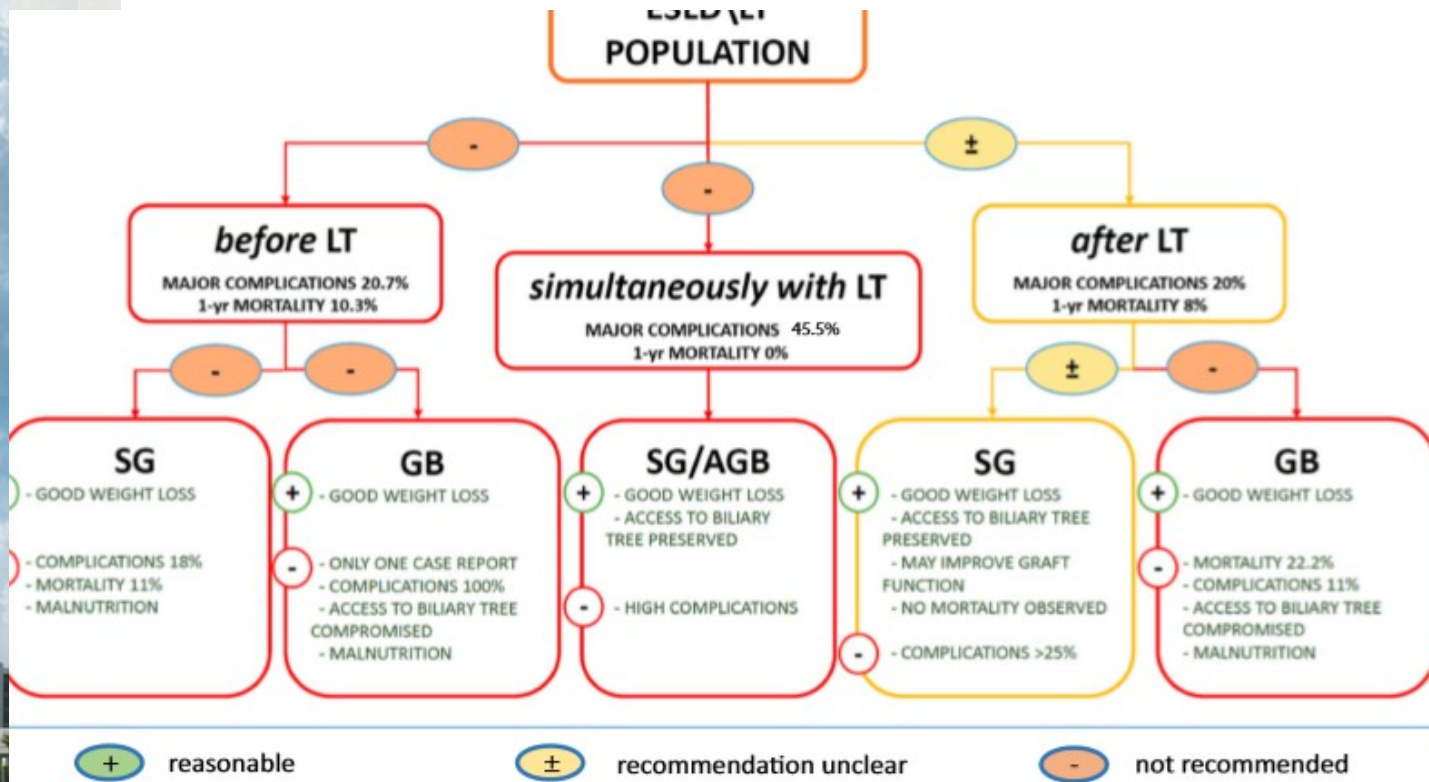 POPULATION
-
-
±
before LT
MAJOR COMPLICATIONS 20.7%
1-yr MORTALITY 10.3%
simultaneously with LT
MAJOR COMPLICATIONS 45.5%
1-yr MORTALITY 0%
after LT
MAJOR COMPLICATIONS 20%
1-yr MORTALITY 8%
-
-
±
-
SG
- GOOD WEIGHT LOSS
- COMPLICATIONS 18%
- MORTALITY 11%
- MALNUTRITION
GB
+
- GOOD WEIGHT LOSS
-
- ONLY ONE CASE REPORT
- COMPLICATIONS 100%
- ACCESS TO BILIARY TREE
COMPROMISED
- MALNUTRITION
SG/AGB
+
- GOOD WEIGHT LOSS
- ACCESS TO BILIARY
TREE PRESERVED
-
- HIGH COMPLICATIONS
SG
+
- GOOD WEIGHT LOSS
- ACCESS TO BILIARY TREE
PRESERVED
- MAY IMPROVE GRAFT
FUNCTION
- NO MORTALITY OBSERVED
-
- COMPLICATIONS >25%
GB
+
- GOOD WEIGHT LOSS
-
- MORTALITY 22.2%
- COMPLICATIONS 11%
- ACCESS TO BILIARY TREE
COMPROMISED
- MALNUTRITION
+ reasonable
± recommendation unclear
- not recommended